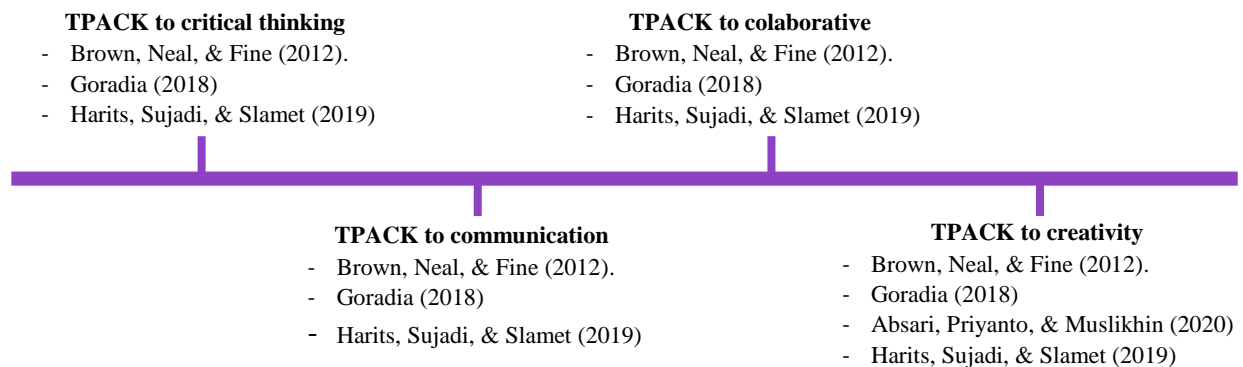 TPACK to critical thinking
- Brown, Neal, & Fine (2012).
- Goradia (2018)
- Harits, Sujadi, & Slamet (2019)
TPACK to colaborative
- Brown, Neal, & Fine (2012).
- Goradia (2018)
- Harits, Sujadi, & Slamet (2019)
TPACK to communication
- Brown, Neal, & Fine (2012).
- Goradia (2018)
- Harits, Sujadi, & Slamet (2019)
TPACK to creativity
- Brown, Neal, & Fine (2012).
- Goradia (2018)
- Absari, Priyanto, & Muslikhin (2020)
- Harits, Sujadi, & Slamet (2019)